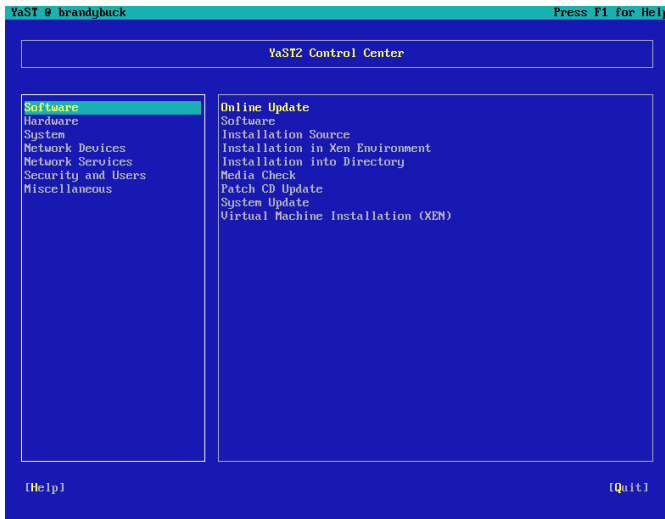 YaST @ brandybuck Press F1 for Help
YaST2 Control Center
Software
Hardware
System
Network Devices
Network Services
Security and Users
Miscellaneous
Online Update
Software
Installation Source
Installation in Xen Environment
Installation into Directory
Media Check
Patch CD Update
System Update
Virtual Machine Installation (XEN)
[Help] [Quit]